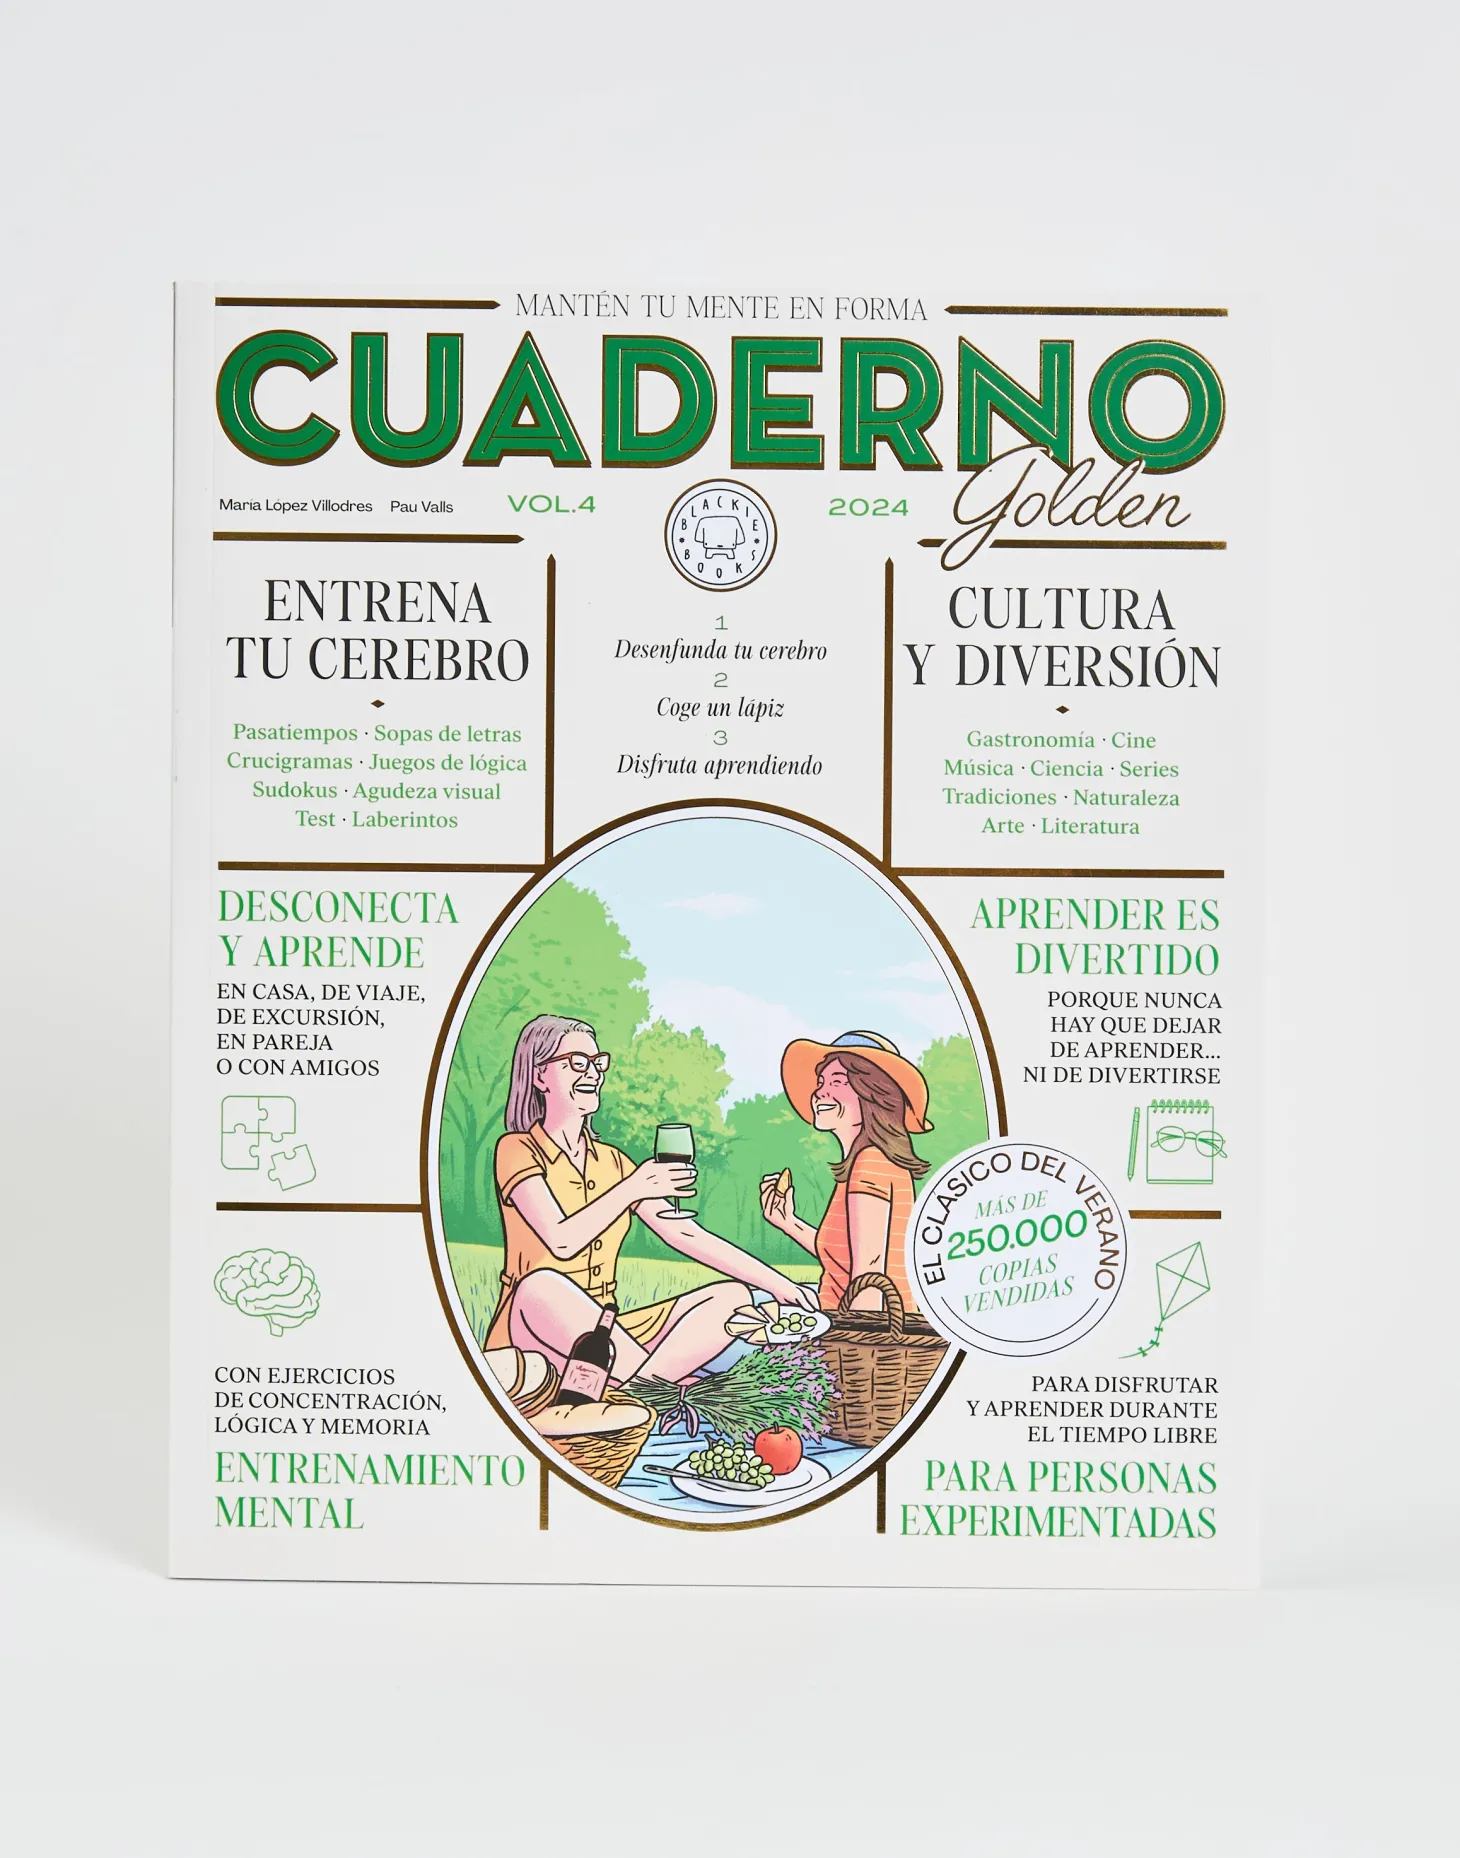 MANTÉN TU MENTE EN FORMA
CUADERNO
Golden
María López Villodres Pau Valls
VOL.4
BLACKIE
* BOOKS *
2024
ENTRENA
TU CEREBRO
Pasatiempos · Sopas de letras
Crucigramas · Juegos de lógica
Sudokus · Agudeza visual
Test · Laberintos
1
Desenfunda tu cerebro
2
Coge un lápiz
3
Disfruta aprendiendo
CULTURA
Y DIVERSIÓN
Gastronomía · Cine
Música · Ciencia · Series
Tradiciones · Naturaleza
Arte · Literatura
DESCONECTA
Y APRENDE
EN CASA, DE VIAJE,
DE EXCURSIÓN,
EN PAREJA
O CON AMIGOS
APRENDER ES
DIVERTIDO
PORQUE NUNCA
HAY QUE DEJAR
DE APRENDER...
NI DE DIVERTIRSE
EL CLÁSICO DEL VERANO
MÁS DE
250.000
COPIAS
VENDIDAS
CON EJERCICIOS
DE CONCENTRACIÓN,
LÓGICA Y MEMORIA
ENTRENAMIENTO
MENTAL
PARA DISFRUTAR
Y APRENDER DURANTE
EL TIEMPO LIBRE
PARA PERSONAS
EXPERIMENTADAS